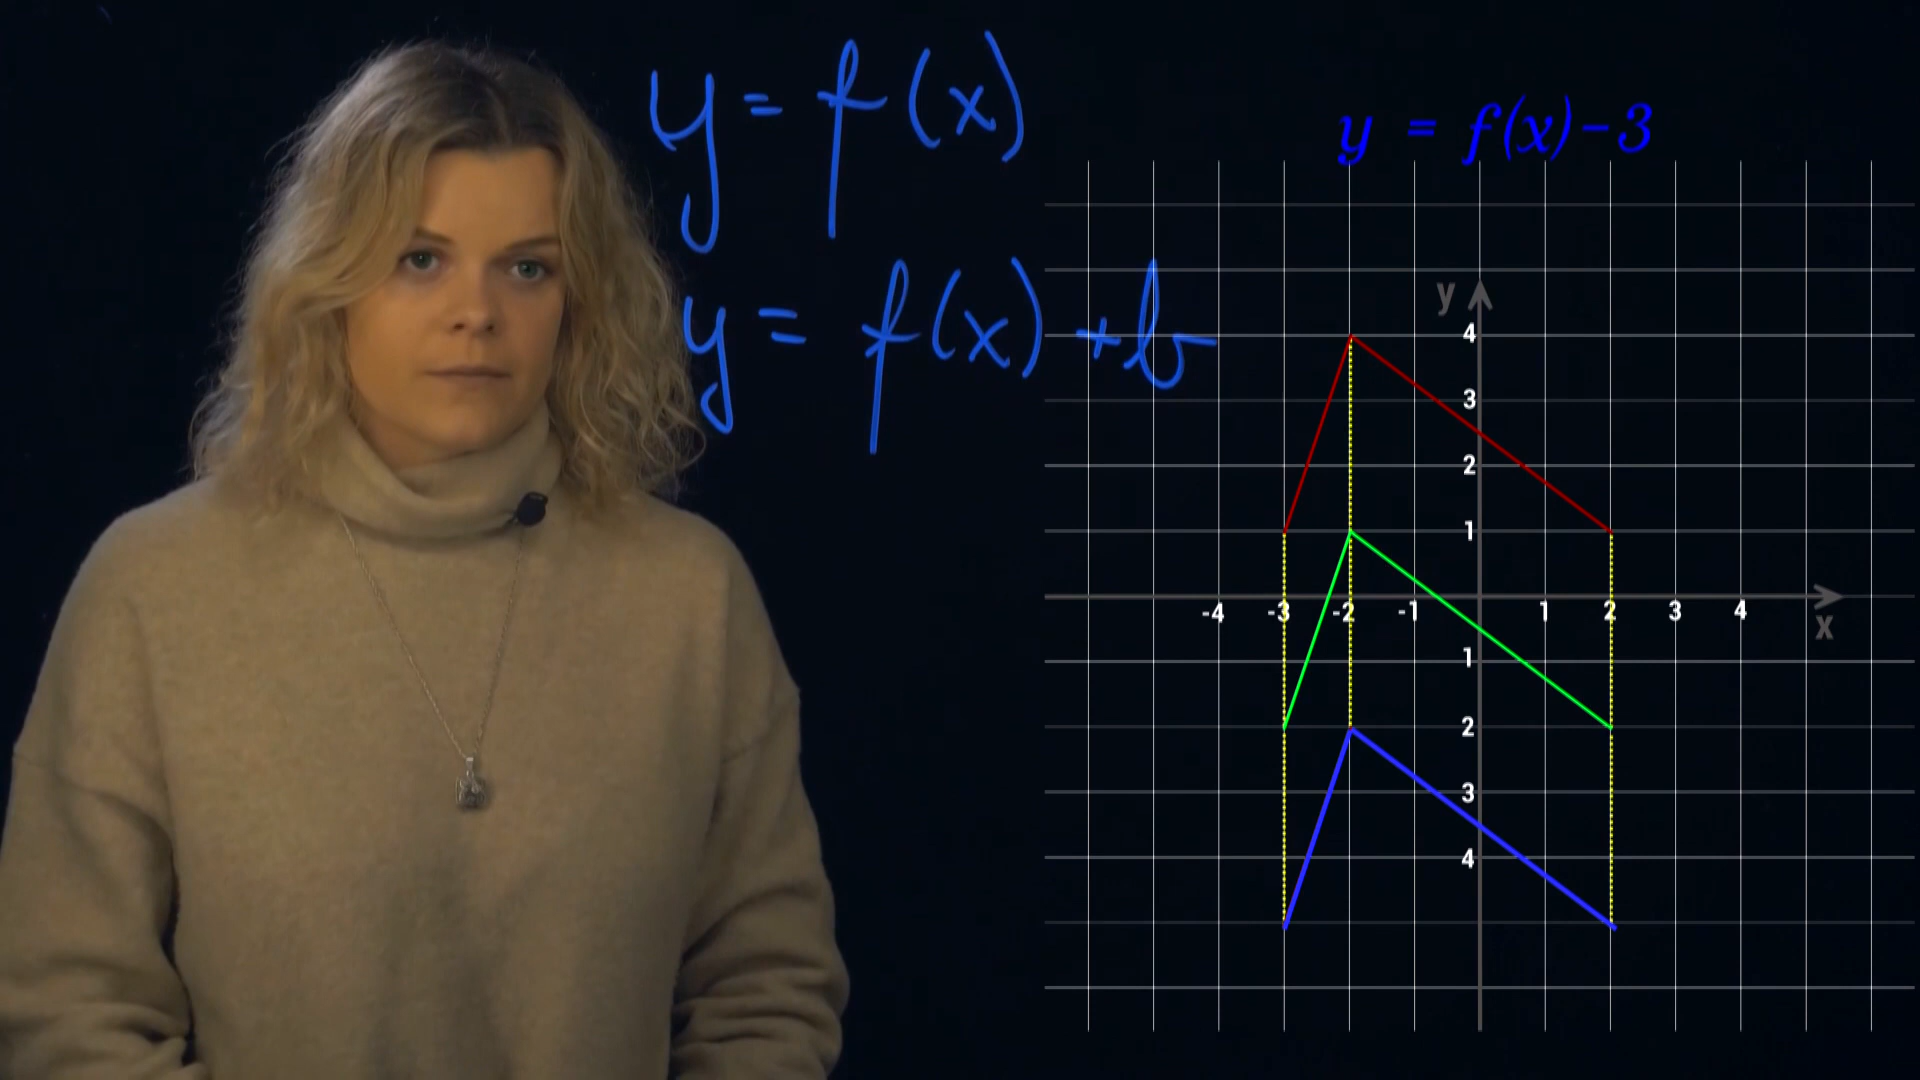 y = f(x)
y = f(x) + b
y = f(x)-3
y
4
3
2
1
-4 -3 -2 -1 1 2 3 4
x
1
2
3
4